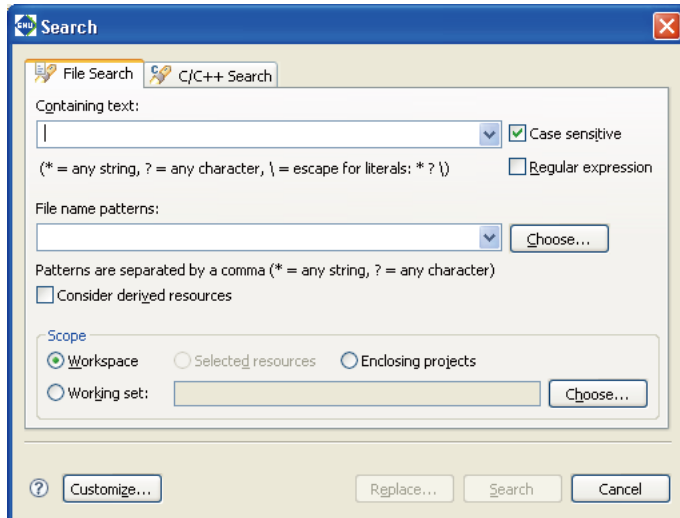 GNU Search
File Search C/C++ Search
Containing text:
Case sensitive
(* = any string, ? = any character, \ = escape for literals: * ? \) Regular expression
File name patterns:
Choose...
Patterns are separated by a comma (* = any string, ? = any character)
Consider derived resources
Scope
Workspace Selected resources Enclosing projects
Working set: Choose...
? Customize... Replace... Search Cancel